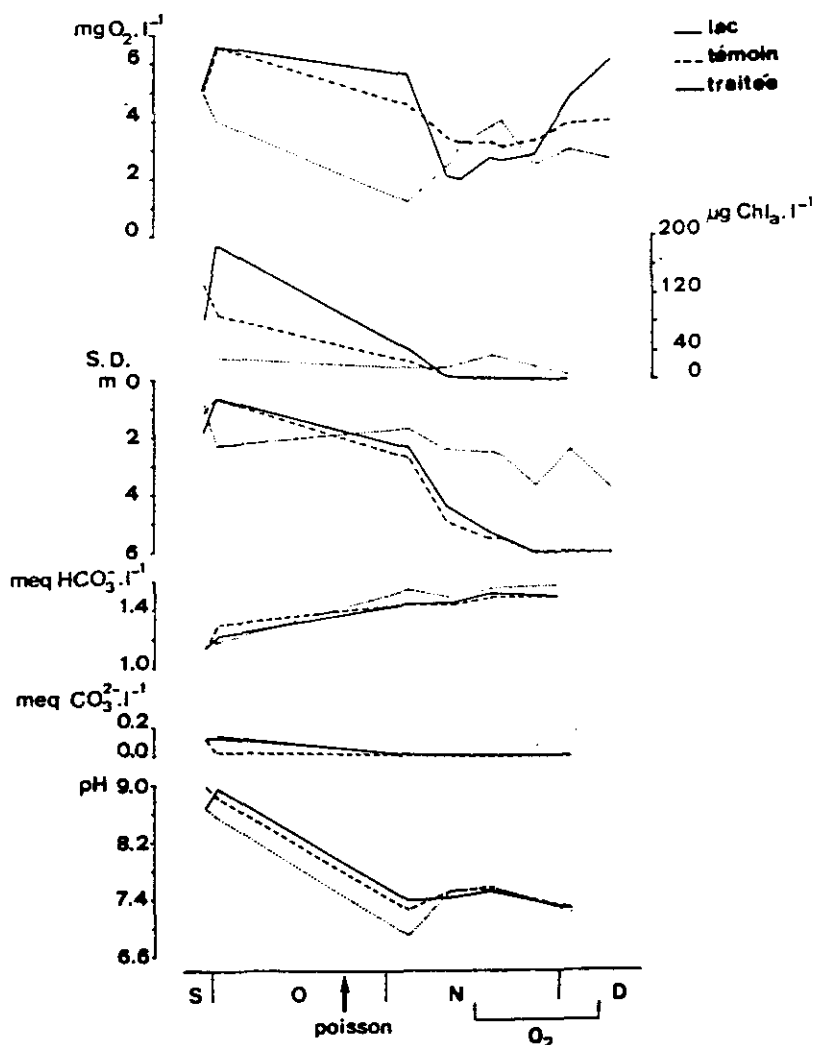 mg O₂.l⁻¹
6
4
2
0
lac
témoin
traitée
µg Chlₐ.l⁻¹
200
120
40
0
S.D.
m 0
2
4
6
meq HCO₃⁻.l⁻¹
1.4
1.0
meq CO₃²⁻.l⁻¹
0.2
0.0
pH 9.0
8.2
7.4
6.6
S O N D
poisson
O₂